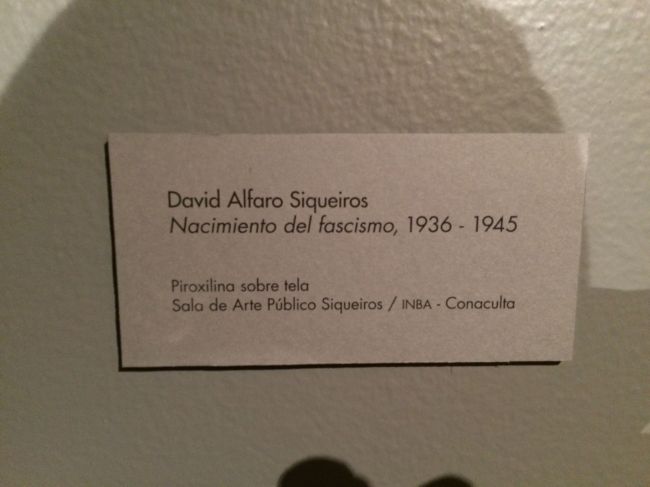 David Alfaro Siqueiros
Nacimiento del fascismo, 1936 - 1945
Piroxilina sobre tela
Sala de Arte Público Siqueiros / INBA - Conaculta